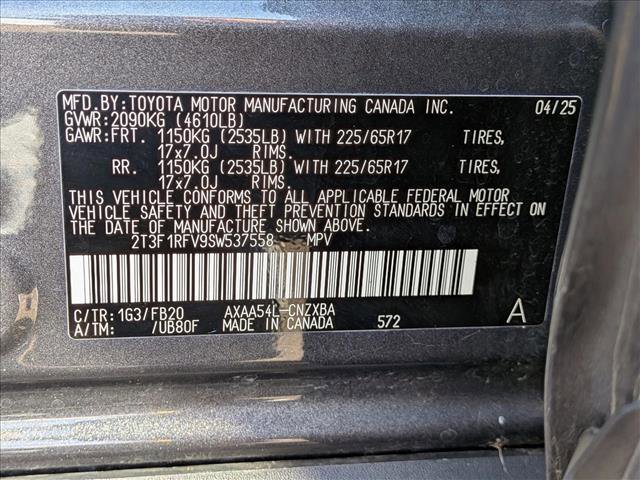 MFD.BY:TOYOTA MOTOR MANUFACTURING CANADA INC. 04/25
GVWR:2090KG (4610LB)
GAWR:FRT. 1150KG (2535LB) WITH 225/65R17 TIRES,
17x7.0J RIMS.
RR. 1150KG (2535LB) WITH 225/65R17 TIRES,
17x7.0J RIMS.
THIS VEHICLE CONFORMS TO ALL APPLICABLE FEDERAL MOTOR
VEHICLE SAFETY AND THEFT PREVENTION STANDARDS IN EFFECT ON
THE DATE OF MANUFACTURE SHOWN ABOVE.
2T3F1RFV9SW537558 MPV
C/TR:1G3/FB20 AXAA54L-CNZXBA A
A/TM: /UB80F MADE IN CANADA 572